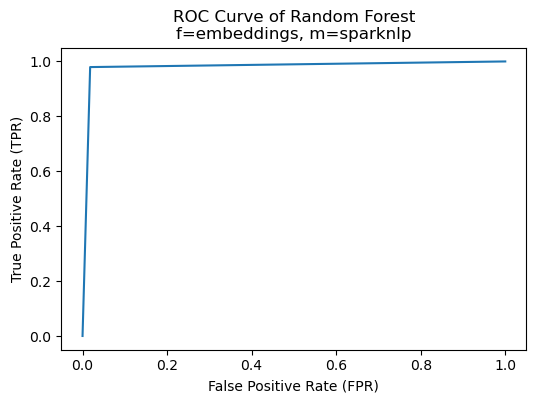 ROC Curve of Random Forest
f=embeddings, m=sparknlp
True Positive Rate (TPR)
1.0
0.8
0.6
0.4
0.2
0.0
0.0 0.2 0.4 0.6 0.8 1.0
False Positive Rate (FPR)